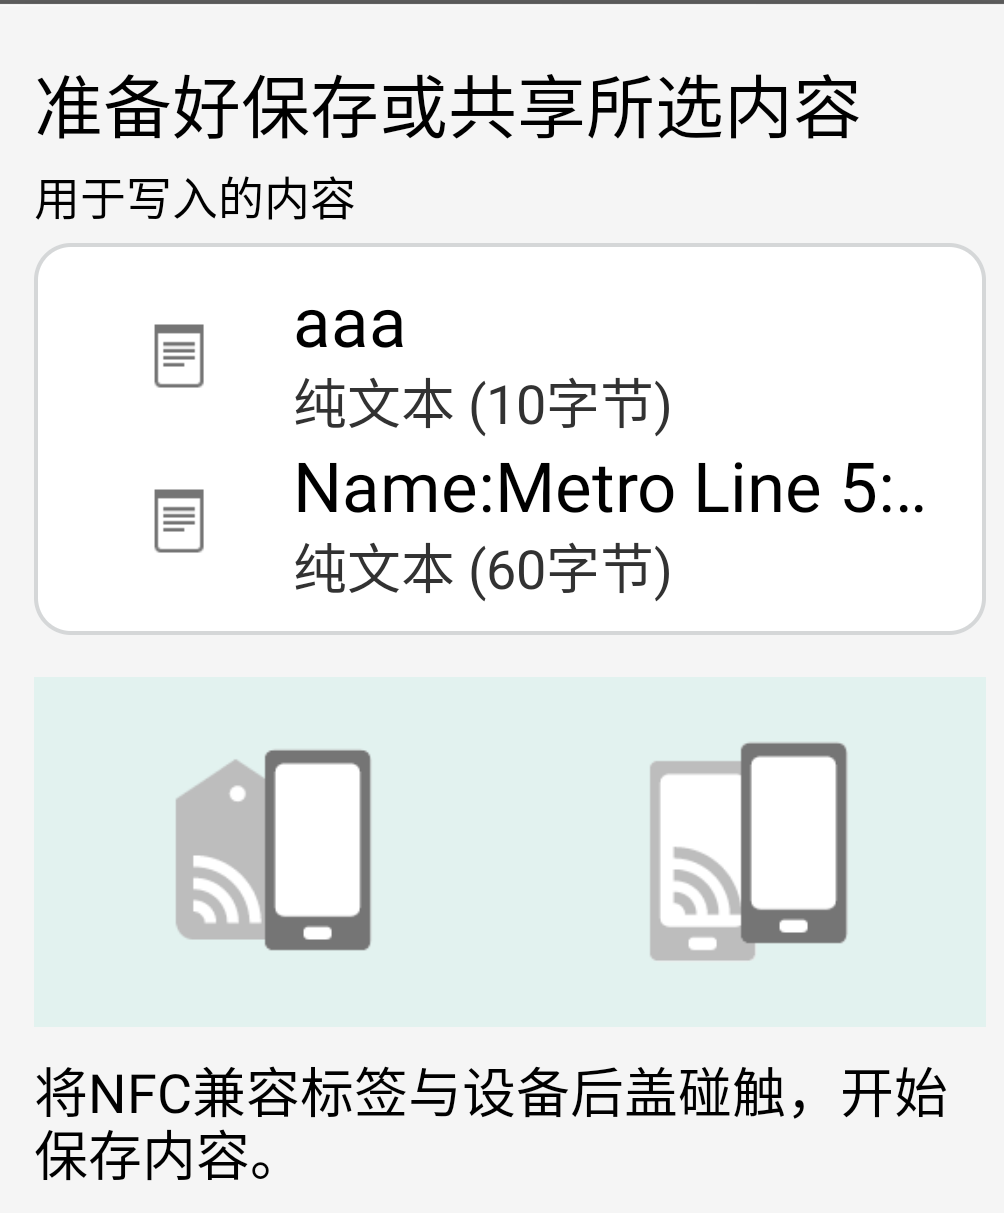 准备好保存或共享所选内容
用于写入的内容
aaa
纯文本 (10字节)
Name:Metro Line 5:..
纯文本 (60字节)
将NFC兼容标签与设备后盖碰触，开始
保存内容。